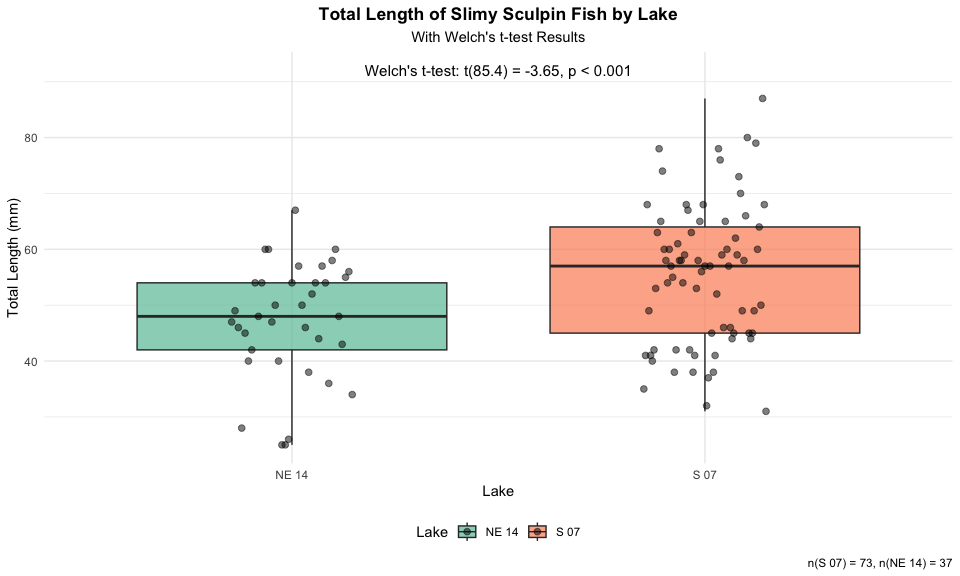 Total Length of Slimy Sculpin Fish by Lake
With Welch's t-test Results
Welch's t-test: t(85.4) = -3.65, p < 0.001
Total Length (mm)
80
60
40
NE 14
S 07
Lake
Lake NE 14 S 07
n(S 07) = 73, n(NE 14) = 37